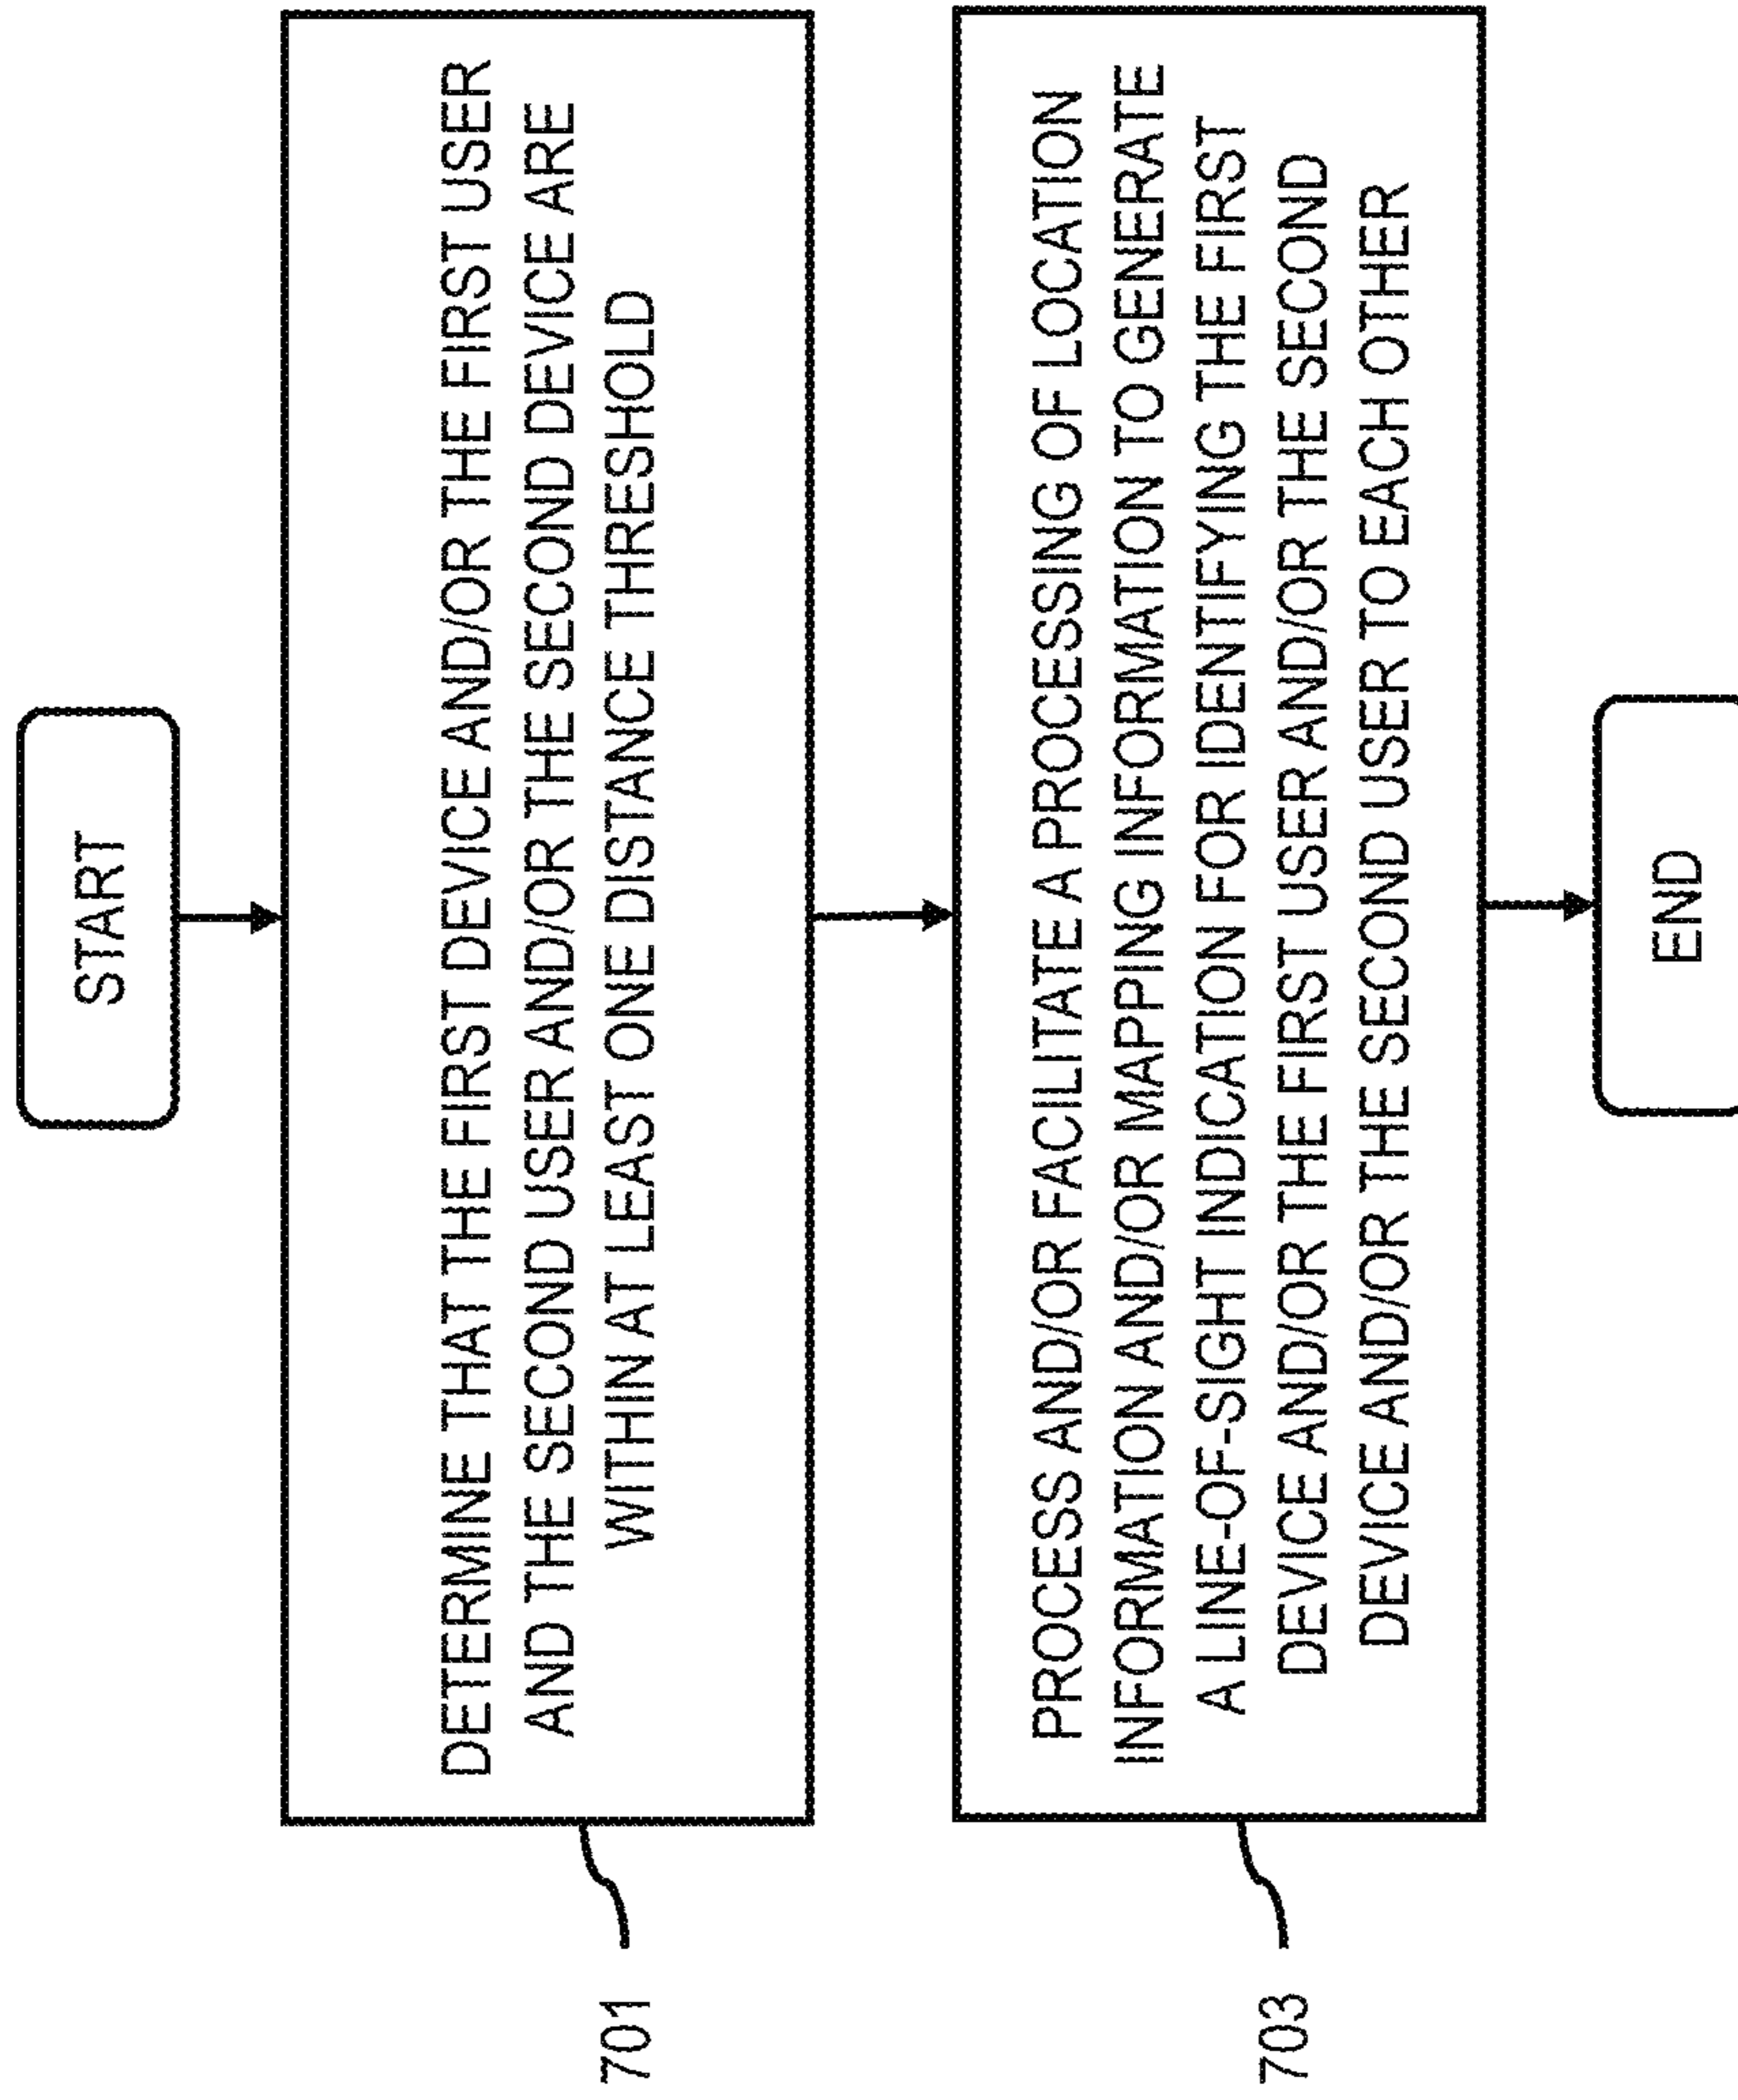 START
DETERMINE THAT THE FIRST DEVICE AND/OR THE FIRST USER
AND THE SECOND USER AND/OR THE SECOND DEVICE ARE
WITHIN AT LEAST ONE DISTANCE THRESHOLD
701
PROCESS AND/OR FACILITATE A PROCESSING OF LOCATION
INFORMATION AND/OR MAPPING INFORMATION TO GENERATE
A LINE-OF-SIGHT INDICATION FOR IDENTIFYING THE FIRST
DEVICE AND/OR THE FIRST USER AND/OR THE SECOND
DEVICE AND/OR THE SECOND USER TO EACH OTHER
703
END